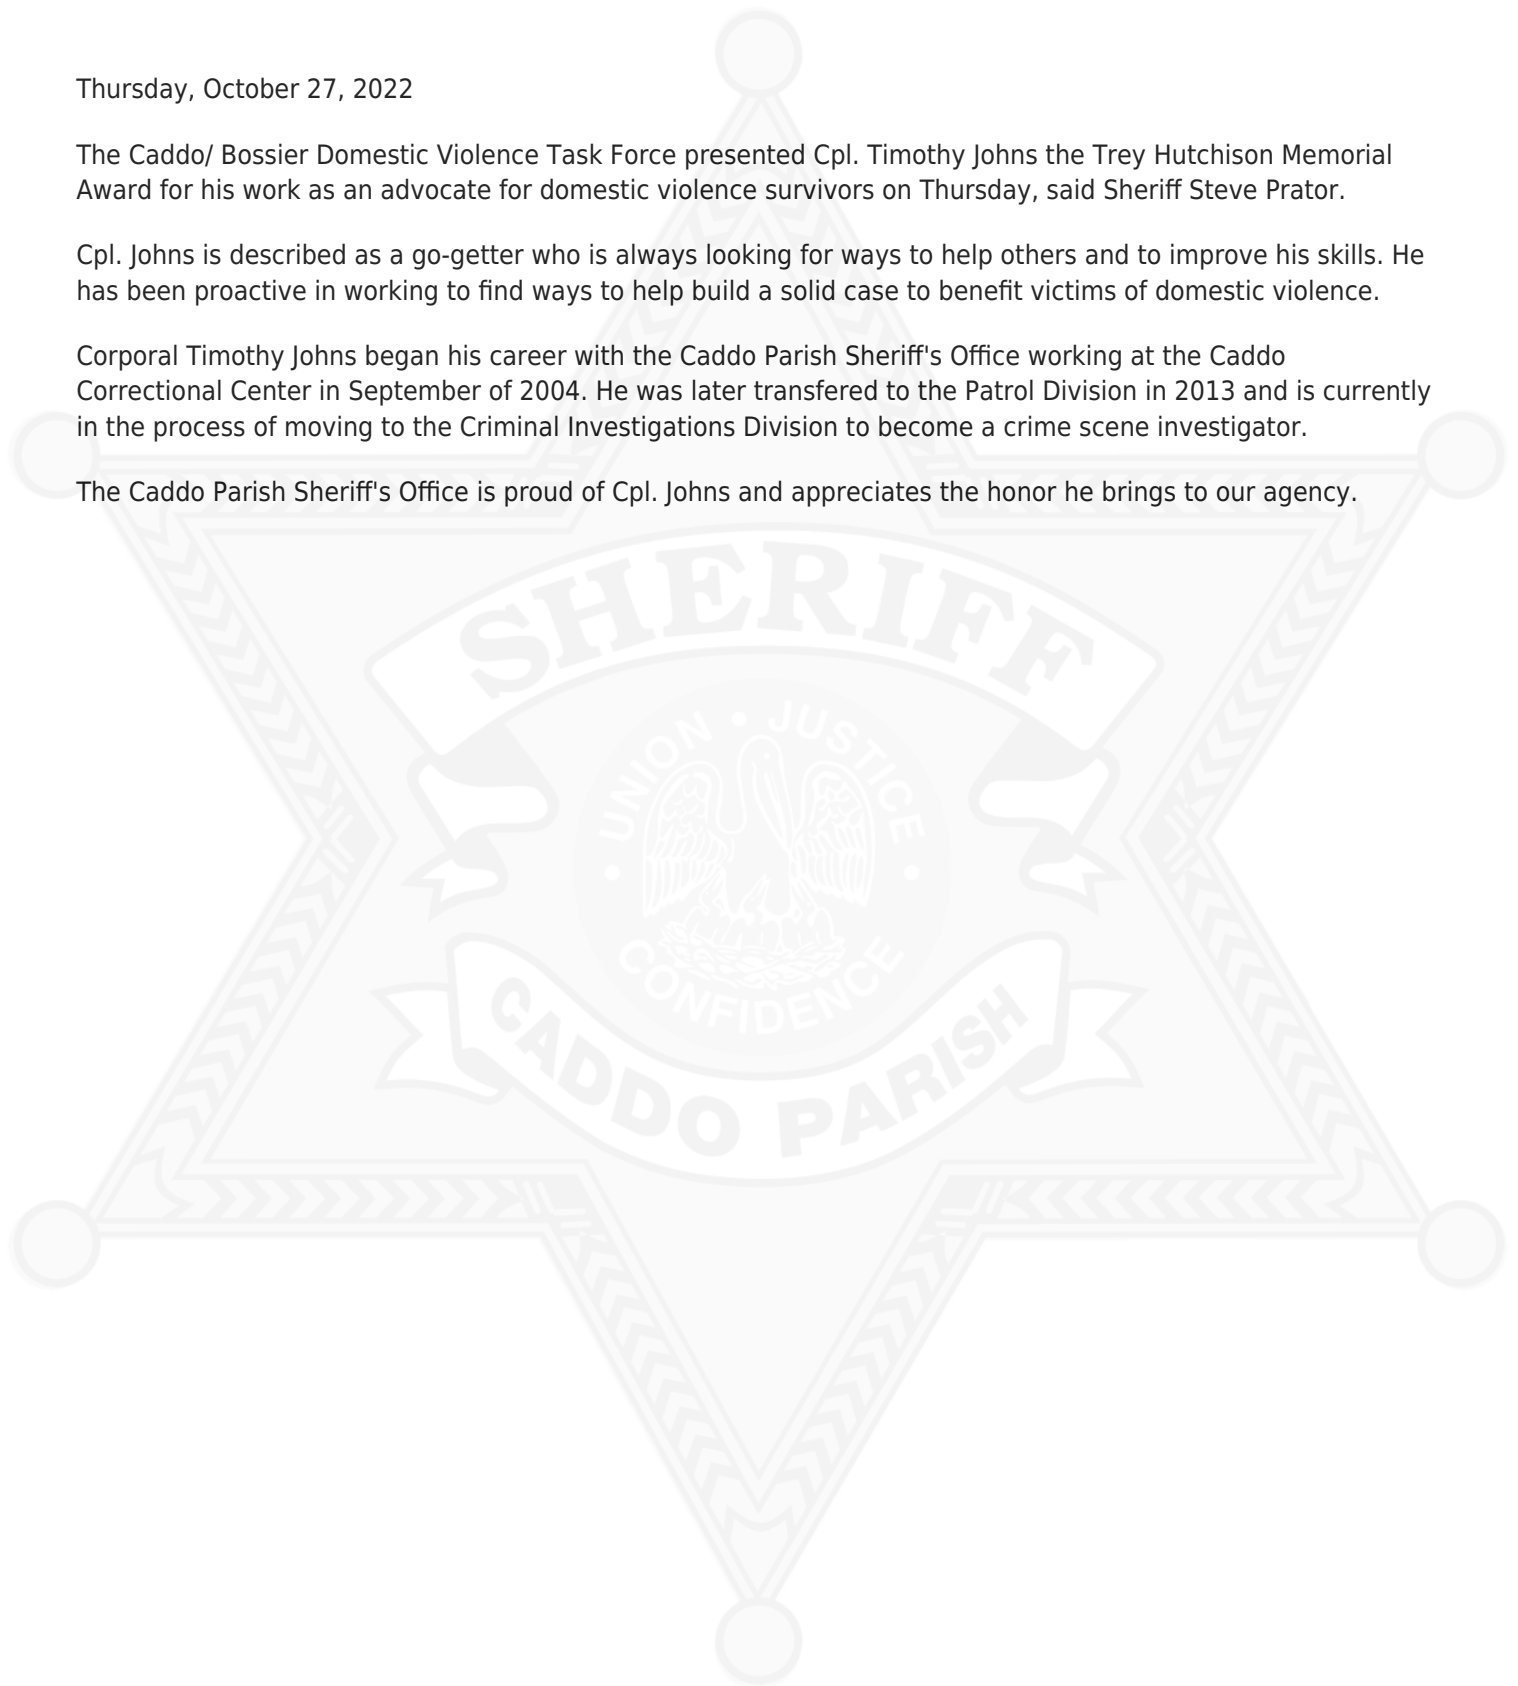 Thursday, October 27, 2022
The Caddo/ Bossier Domestic Violence Task Force presented Cpl. Timothy Johns the Trey Hutchison Memorial
Award for his work as an advocate for domestic violence survivors on Thursday, said Sheriff Steve Prator.
Cpl. Johns is described as a go-getter who is always looking for ways to help others and to improve his skills. He
has been proactive in working to find ways to help build a solid case to benefit victims of domestic violence.
Corporal Timothy Johns began his career with the Caddo Parish Sheriff's Office working at the Caddo
Correctional Center in September of 2004. He was later transfered to the Patrol Division in 2013 and is currently
in the process of moving to the Criminal Investigations Division to become a crime scene investigator.
The Caddo Parish Sheriff's Office is proud of Cpl. Johns and appreciates the honor he brings to our agency.
SHERIFF
UNION • JUSTICE
• CONFIDENCE •
CADDO PARISH